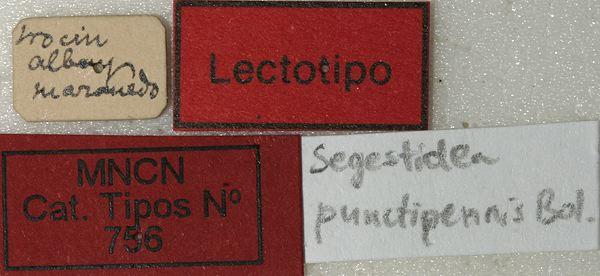 Lectotipo
MNCN
Cat. Tipos Nº
756
Segestidea
punctipennis Bol.